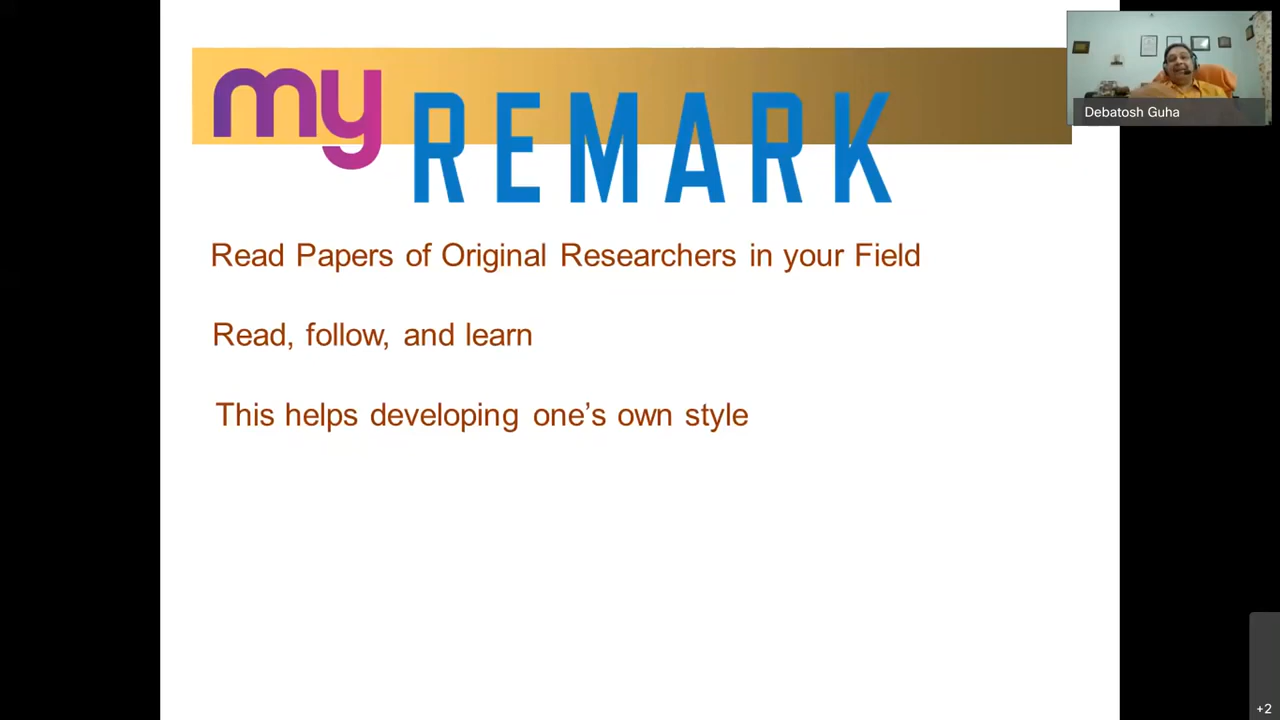 my REMARK
Debatosh Guha
Read Papers of Original Researchers in your Field
Read, follow, and learn
This helps developing one’s own style
+2